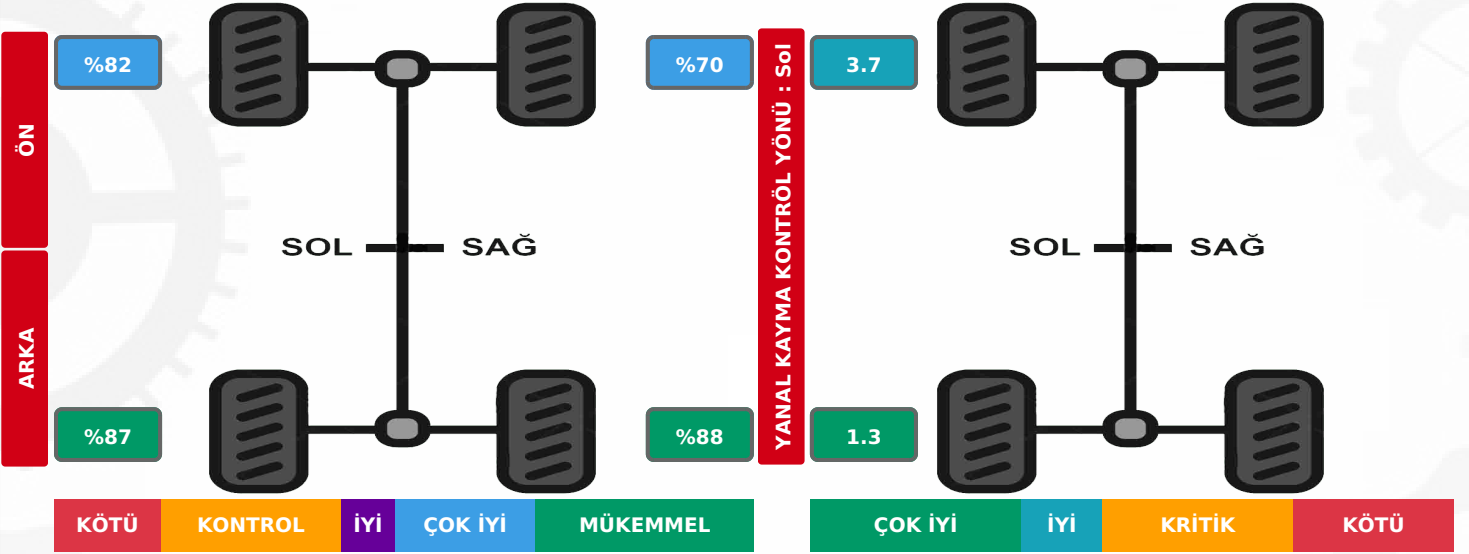 ÖN
%82
%70
YANAL KAYMA KONTRÖL YÖNÜ : Sol
3.7
SOL
SAĞ
SOL
SAĞ
ARKA
%87
%88
1.3
KÖTÜ
KONTROL
İYİ
ÇOK İYİ
MÜKEMMEL
ÇOK İYİ
İYİ
KRİTİK
KÖTÜ